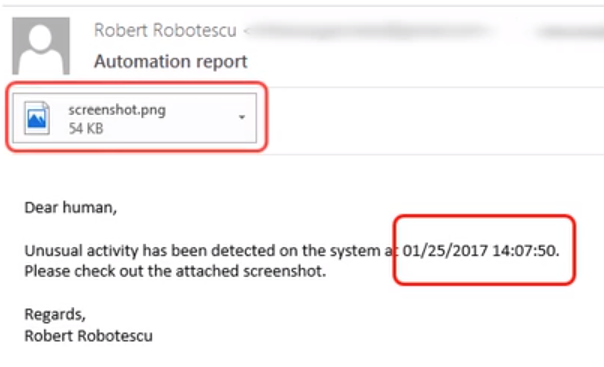 Robert Robotescu <
Automation report
screenshot.png
54 KB
Dear human,
Unusual activity has been detected on the system at 01/25/2017 14:07:50.
Please check out the attached screenshot.
Regards,
Robert Robotescu